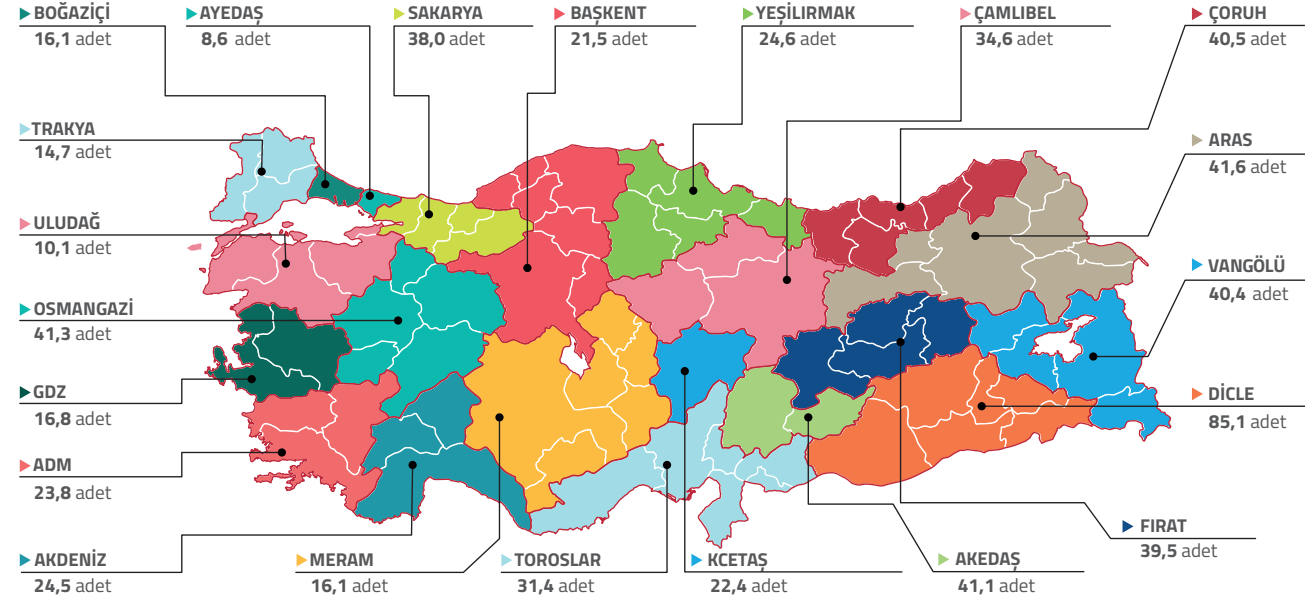 BOĞAZİÇİ
16,1 adet
AYEDAŞ
8,6 adet
SAKARYA
38,0 adet
BAŞKENT
21,5 adet
YEŞİLIRMAK
24,6 adet
ÇAMLIBEL
34,6 adet
ÇORUH
40,5 adet
TRAKYA
14,7 adet
ARAS
41,6 adet
ULUDAĞ
10,1 adet
VANGÖLÜ
40,4 adet
OSMANGAZİ
41,3 adet
GDZ
16,8 adet
DİCLE
85,1 adet
ADM
23,8 adet
FIRAT
39,5 adet
AKDENİZ
24,5 adet
MERAM
16,1 adet
TOROSLAR
31,4 adet
KCETAŞ
22,4 adet
AKEDAŞ
41,1 adet